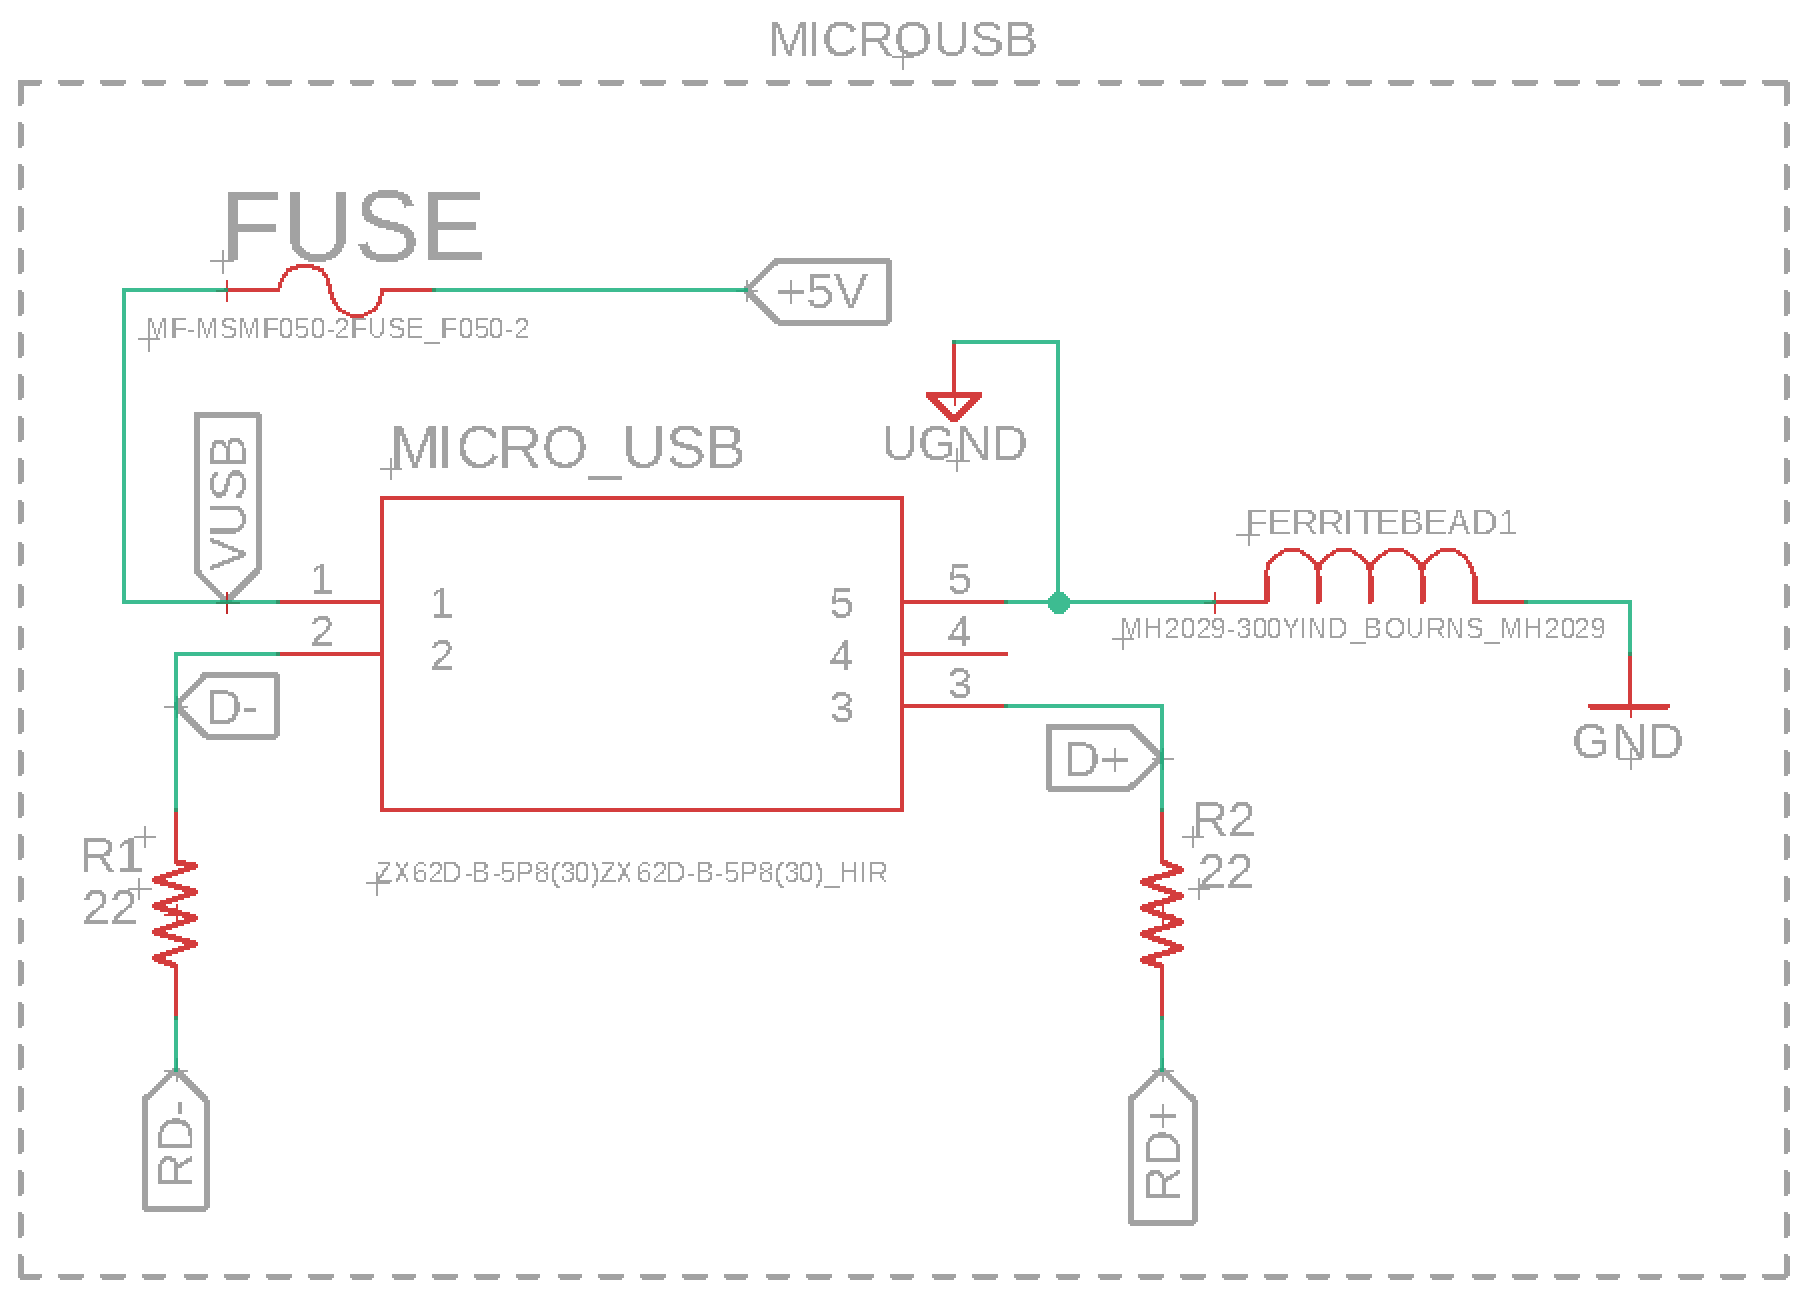 MICROUSB
FUSE
+5V
MF-MSMF050-2FUSE_F050-2
UGND
VUSB
MICRO_USB
FERRITEBEAD1
1
1
5
5
MH2029-300YIND_BOURNS_MH2029
2
2
4
4
3
3
D-
D+
GND
R1
22
R2
22
ZX62D-B-5P8(30)ZX62D-B-5P8(30)_HIR
RD-
RD+